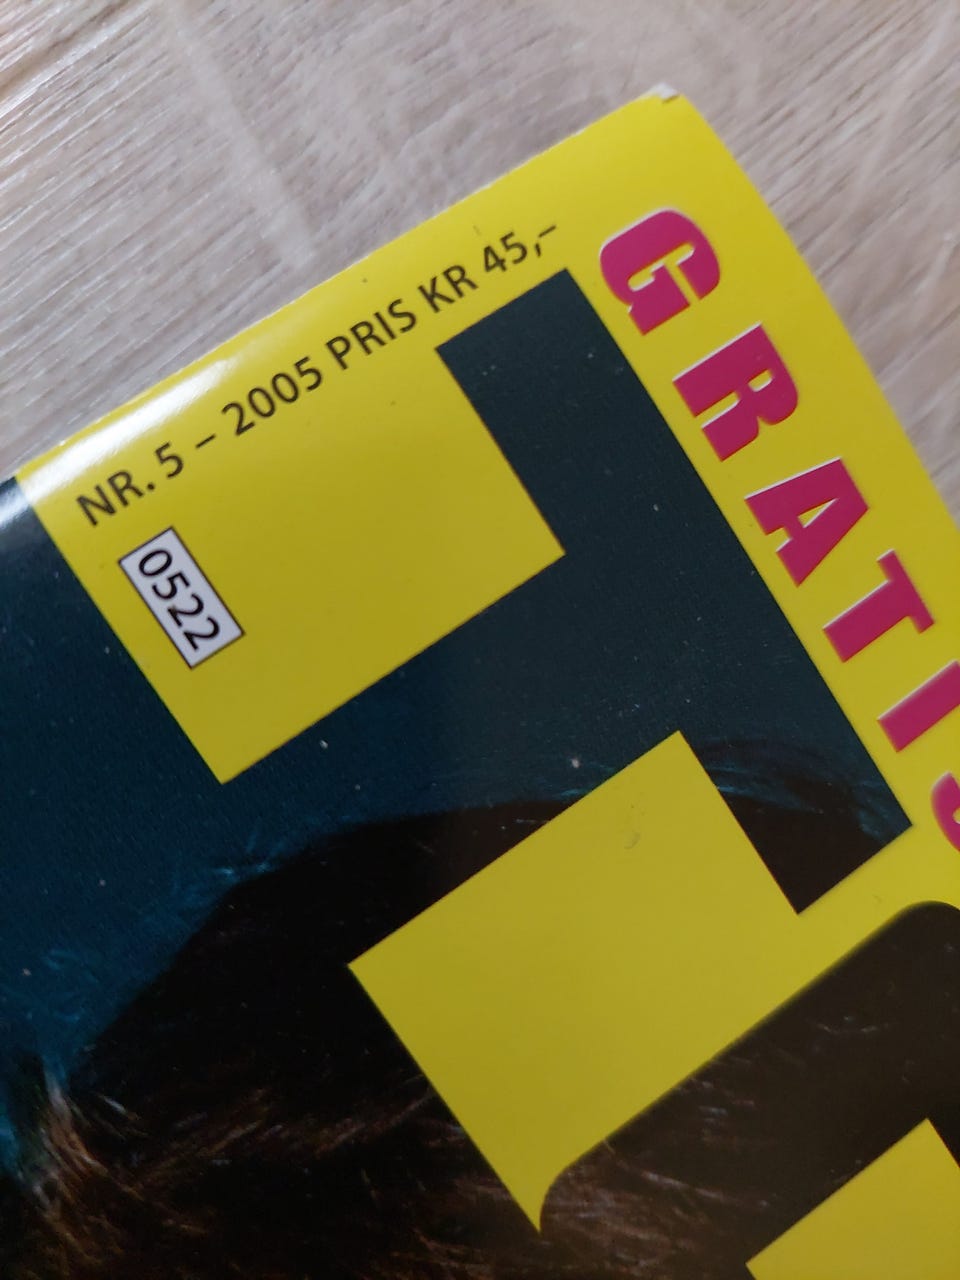 NR. 5 – 2005 PRIS KR 45,–
0522
GRATIS